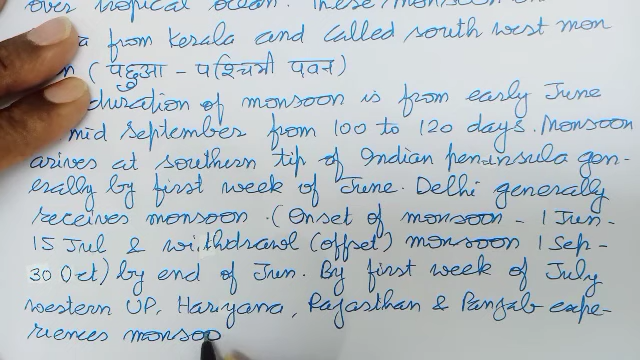 over tropical ocean. These monsoon en-
a from Kerala and called south west mon
n (पछुआ - पश्चिमी पवन)
duration of monsoon is from early June
mid september from 100 to 120 days. Monsoon
arives at southern tip of Indian peninsula gen-
erally by first week of June. Delhi generally
receives monsoon. (Onset of monsoon - 1 Jun-
15 Jul & withdrawl (offset) monsoon 1 Sep-
30 Oct) by end of Jun. By first week of July
western UP, Hariyana, Rajasthan & Panjab expe-
riences monsoo